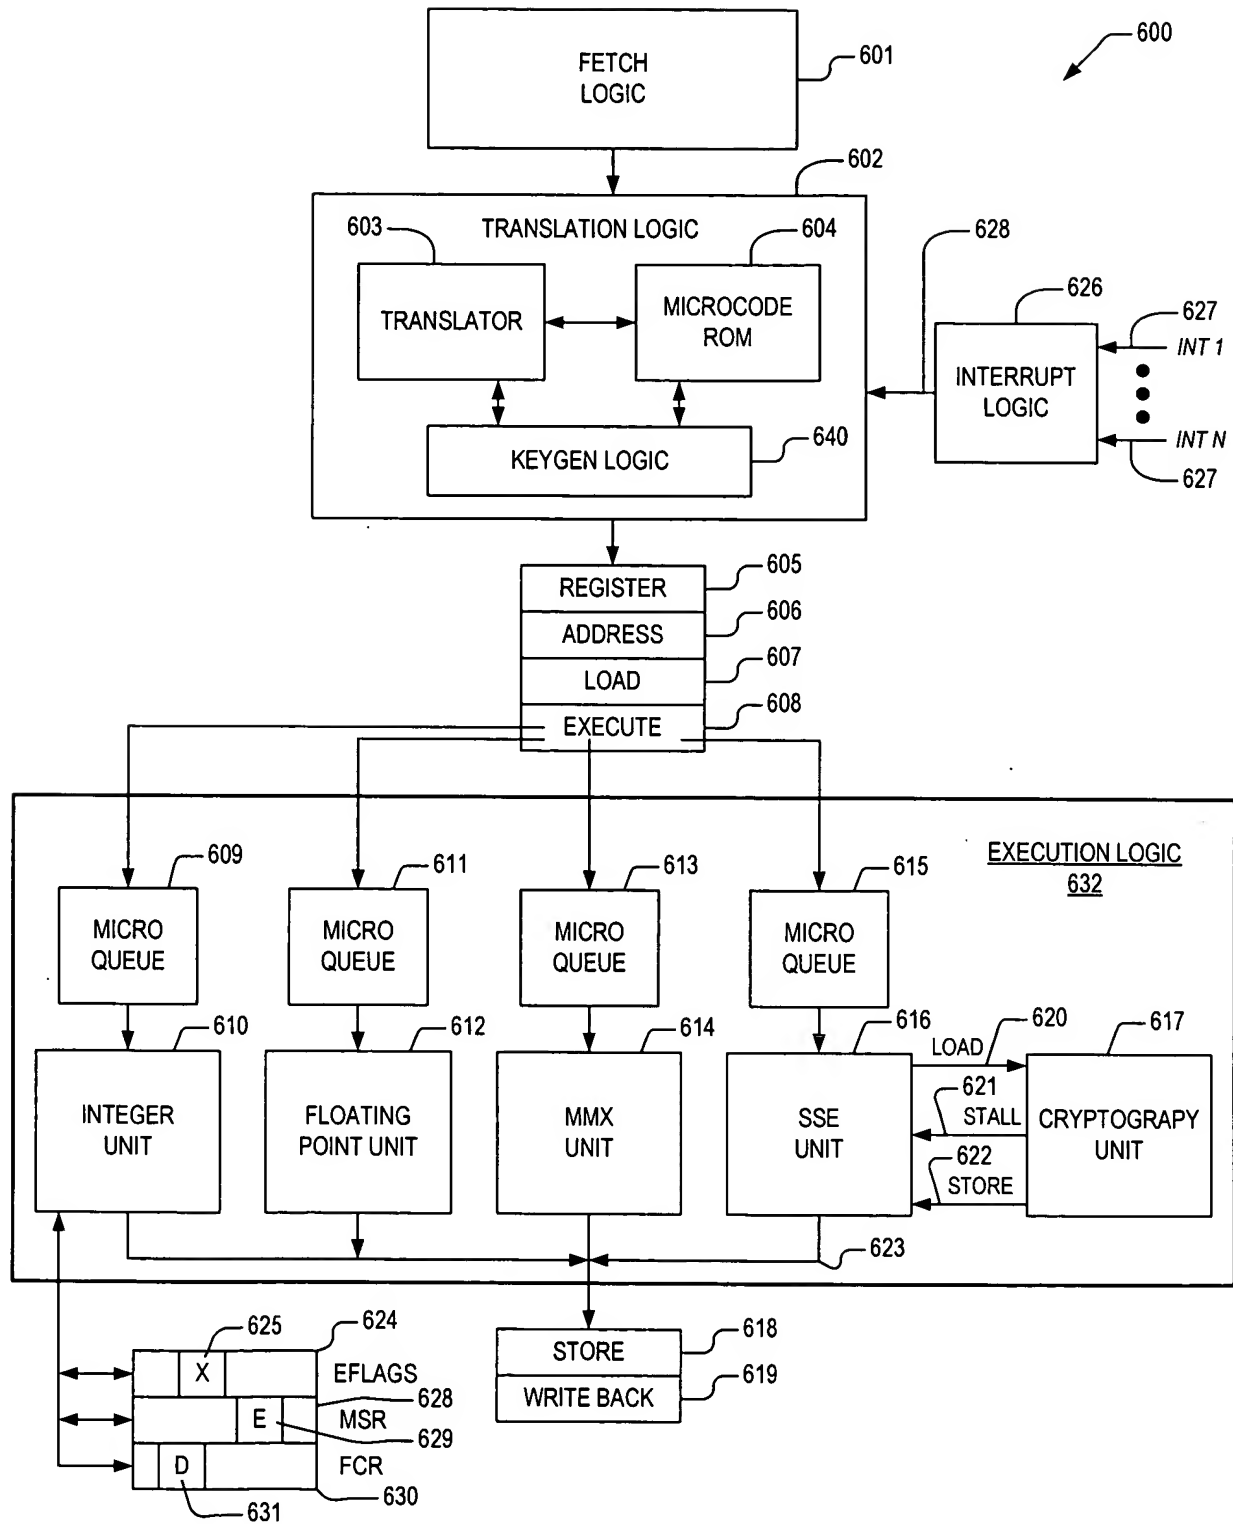 600
FETCH
LOGIC
601
602
TRANSLATION LOGIC
603
604
TRANSLATOR
MICROCODE
ROM
KEYGEN LOGIC
640
628
626
INTERRUPT
LOGIC
627
INT 1
INT N
627
REGISTER
605
ADDRESS
606
LOAD
607
EXECUTE
608
EXECUTION LOGIC
632
609
611
613
615
MICRO
QUEUE
MICRO
QUEUE
MICRO
QUEUE
MICRO
QUEUE
610
612
614
616
620
617
INTEGER
UNIT
FLOATING
POINT UNIT
MMX
UNIT
SSE
UNIT
LOAD
621
STALL
622
STORE
CRYPTOGRAPY
UNIT
623
625
624
X
EFLAGS
628
E
MSR
629
D
FCR
631
630
STORE
618
WRITE BACK
619